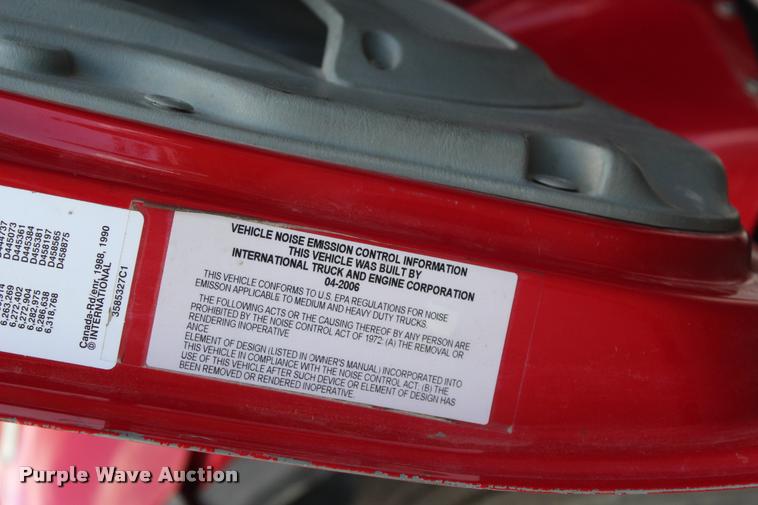 VEHICLE NOISE EMISSION CONTROL INFORMATION
THIS VEHICLE WAS BUILT BY
INTERNATIONAL TRUCK AND ENGINE CORPORATION
04-2006
THIS VEHICLE CONFORMS TO U.S. EPA REGULATIONS FOR NOISE
EMISSION APPLICABLE TO MEDIUM AND HEAVY DUTY TRUCKS.
THE FOLLOWING ACTS OR THE CAUSING THEREOF BY ANY PERSON ARE
PROHIBITED BY THE NOISE CONTROL ACT OF 1972. (A) THE REMOVAL OR
RENDERING INOPERATIVE
ANCE
ELEMENT OF DESIGN (LISTED IN OWNER'S MANUAL) INCORPORATED INTO
THIS VEHICLE IN COMPLIANCE WITH THE NOISE CONTROL ACT. (B) THE
USE OF THIS VEHICLE AFTER SUCH DEVICE OR ELEMENT OF DESIGN HAS
BEEN REMOVED OR RENDERED INOPERATIVE.
D445073
D445361
D445384
D455381
D458197
D458565
D458875
6,263,269
6,272,402
6,272,904
6,282,975
6,286,638
6,318,768
Canada-Rd/enr. 1988, 1990
© INTERNATIONAL
3585327C1
Purple Wave Auction